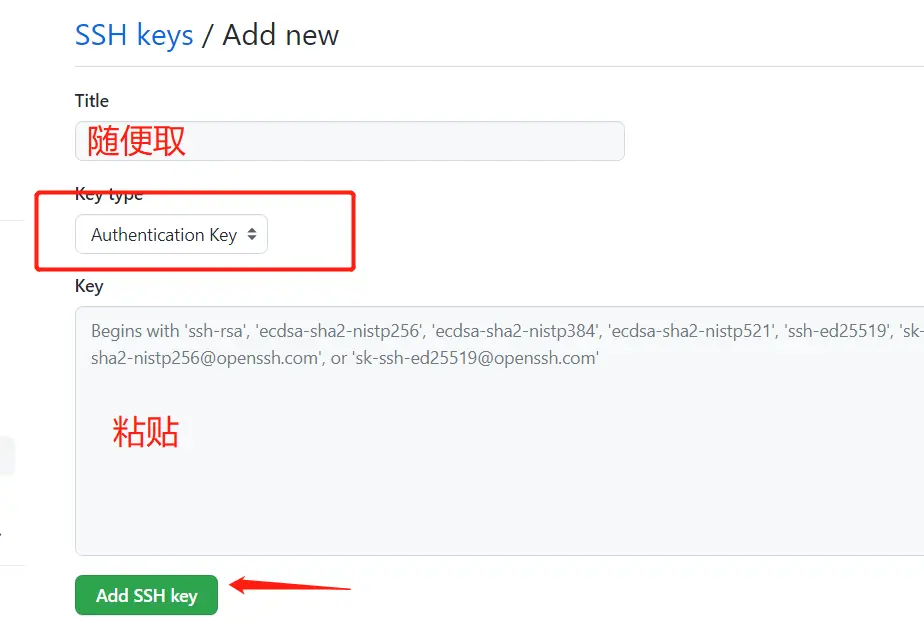 SSH keys / Add new
Title
随便取
Key type
Authentication Key
Key
Begins with 'ssh-rsa', 'ecdsa-sha2-nistp256', 'ecdsa-sha2-nistp384', 'ecdsa-sha2-nistp521', 'ssh-ed25519', 'sk-
sha2-nistp256@openssh.com', or 'sk-ssh-ed25519@openssh.com'
粘贴
Add SSH key